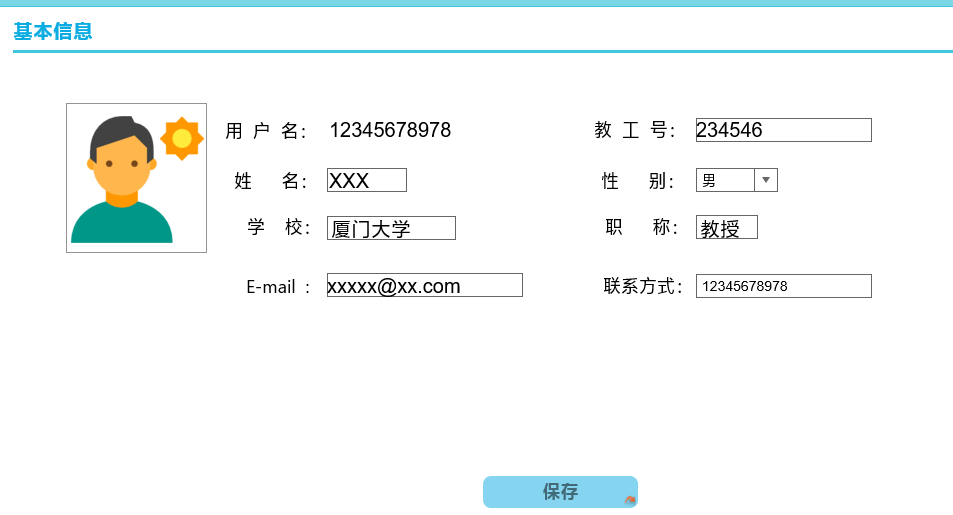 基本信息
用 户 名： 12345678978 教 工 号： 234546
姓 名： XXX 性 别： 男
学 校： 厦门大学 职 称： 教授
E-mail ： xxxxx@xx.com 联系方式： 12345678978
保存